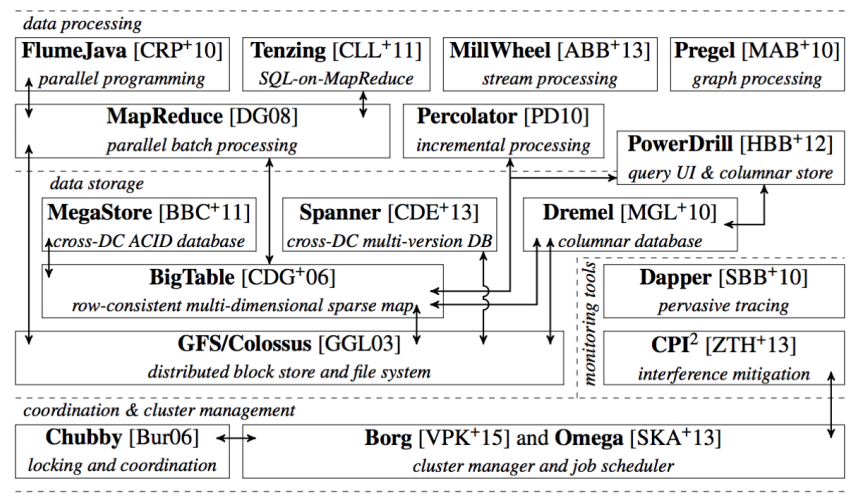 data processing
FlumeJava [CRP+10]
parallel programming
Tenzing [CLL+11]
SQL-on-MapReduce
MillWheel [ABB+13]
stream processing
Pregel [MAB+10]
graph processing
MapReduce [DG08]
parallel batch processing
Percolator [PD10]
incremental processing
PowerDrill [HBB+12]
query UI & columnar store
data storage
MegaStore [BBC+11]
cross-DC ACID database
Spanner [CDE+13]
cross-DC multi-version DB
Dremel [MGL+10]
columnar database
BigTable [CDG+06]
row-consistent multi-dimensional sparse map
monitoring tools
Dapper [SBB+10]
pervasive tracing
GFS/Colossus [GGL03]
distributed block store and file system
CPI² [ZTH+13]
interference mitigation
coordination & cluster management
Chubby [Bur06]
locking and coordination
Borg [VPK+15] and Omega [SKA+13]
cluster manager and job scheduler